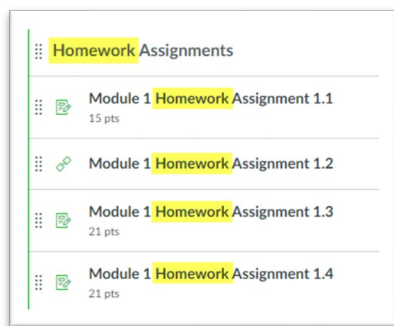 Homework Assignments
Module 1 Homework Assignment 1.1
15 pts
Module 1 Homework Assignment 1.2
Module 1 Homework Assignment 1.3
21 pts
Module 1 Homework Assignment 1.4
21 pts